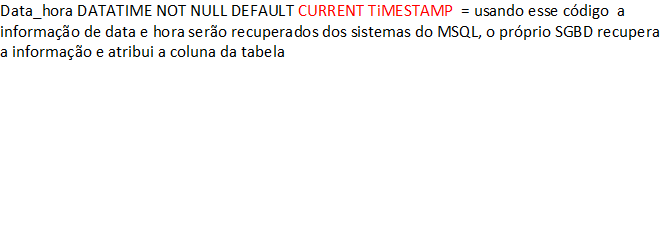 Data_hora DATATIME NOT NULL DEFAULT CURRENT TiMESTAMP = usando esse código a
informação de data e hora serão recuperados dos sistemas do MSQL, o próprio SGBD recupera
a informação e atribui a coluna da tabela